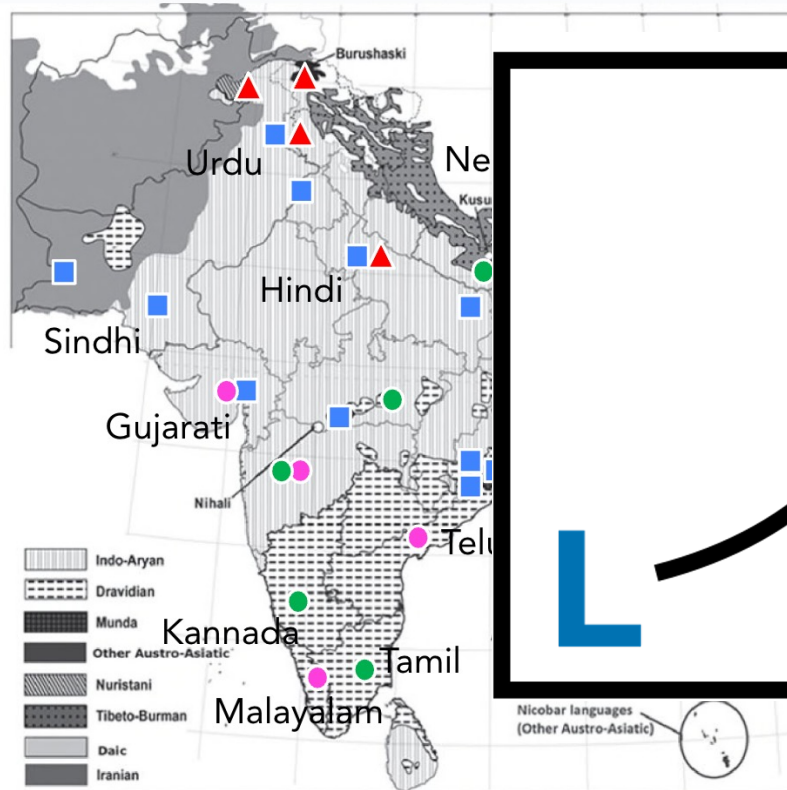 Burushaski
Urdu
Ne
Kusu
Hindi
Sindhi
Gujarati
Nihali
Telu
Kannada
Tamil
Malayalam
Indo-Aryan
Dravidian
Munda
Other Austro-Asiatic
Nuristani
Tibeto-Burman
Daic
Iranian
Nicobar languages
(Other Austro-Asiatic)
L